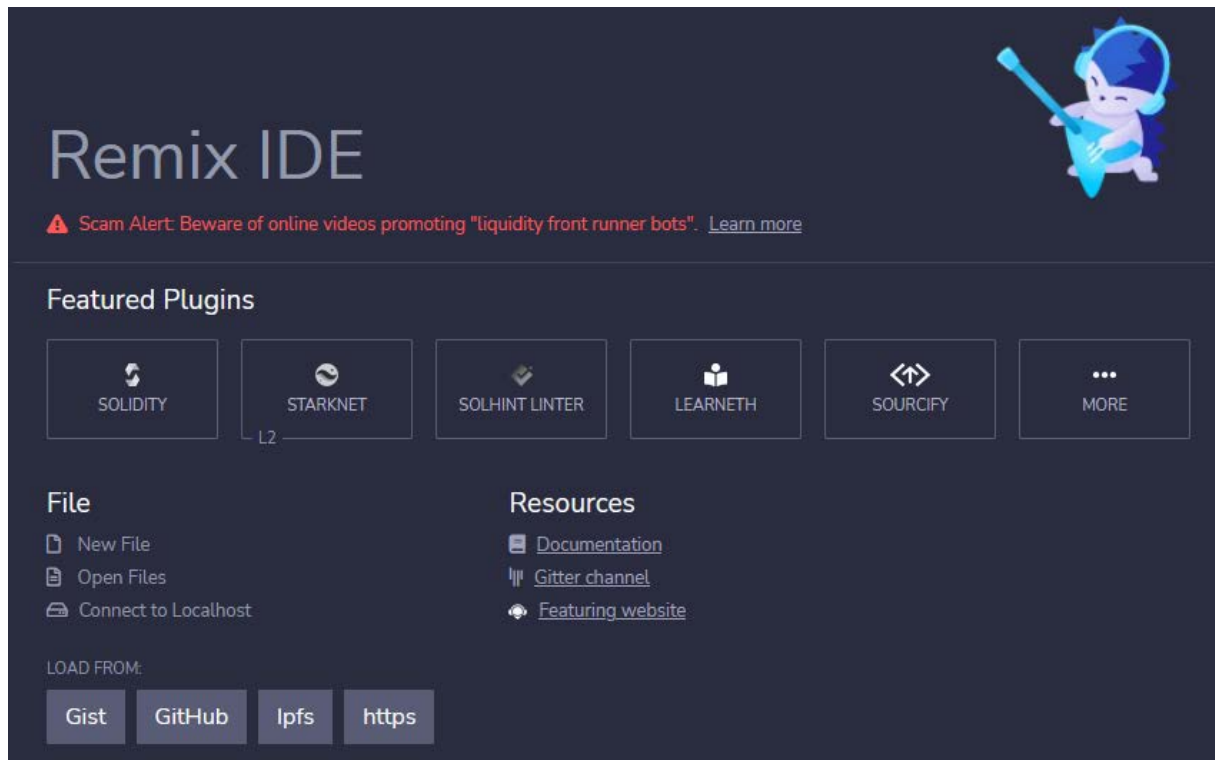 Remix IDE
Scam Alert: Beware of online videos promoting "liquidity front runner bots". Learn more
Featured Plugins
SOLIDITY
STARKNET
L2
SOLHINT LINTER
LEARNETH
SOURCIFY
MORE
File
New File
Open Files
Connect to Localhost
Resources
Documentation
Gitter channel
Featuring website
LOAD FROM:
Gist GitHub Ipfs https